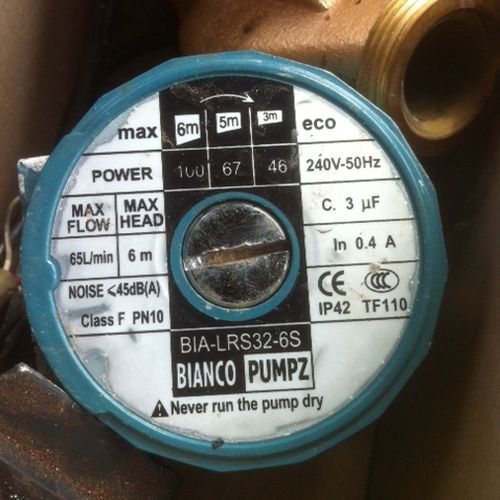 max 6m 5m 3m eco
POWER 100 67 46 240V-50Hz
MAX FLOW MAX HEAD C. 3 µF
65L/min 6 m In 0.4 A
NOISE <45dB(A) CE CCC
Class F PN10 IP42 TF110
BIA-LRS32-6S
BIANCO PUMPZ
Never run the pump dry